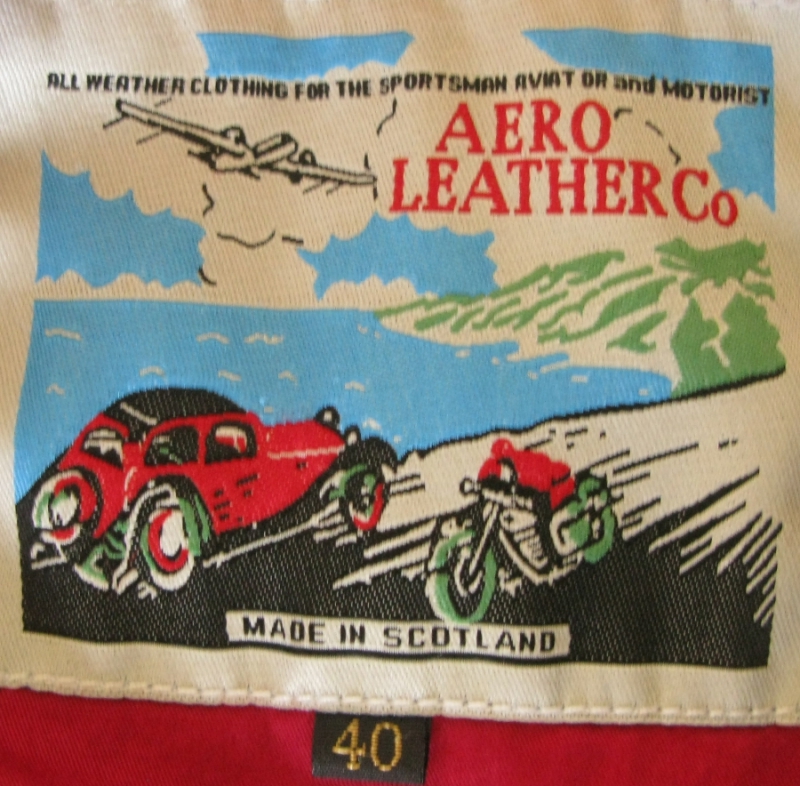 ALL WEATHER CLOTHING FOR THE SPORTSMAN AVIATOR and MOTORIST
AERO
LEATHER Co
MADE IN SCOTLAND
40